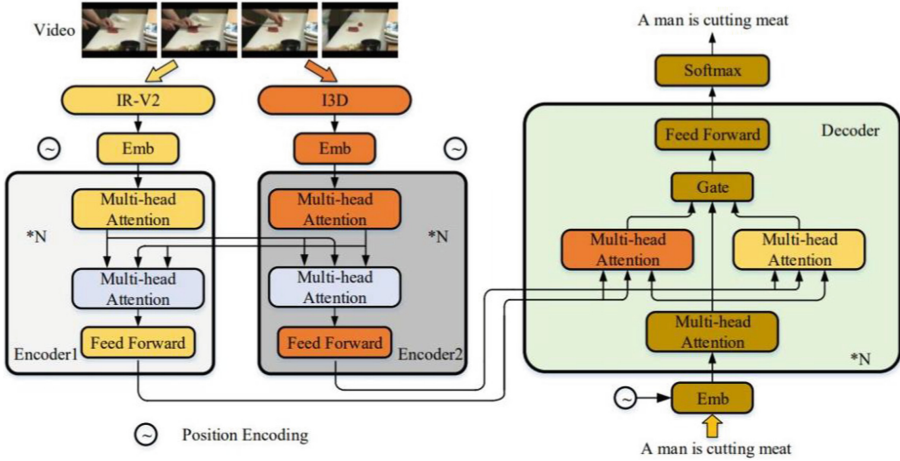 Video
IR-V2
I3D
Emb
Emb
Multi-head
Attention
Multi-head
Attention
*N
*N
Multi-head
Attention
Multi-head
Attention
Feed Forward
Feed Forward
Encoder1
Encoder2
Position Encoding
A man is cutting meat
Softmax
Decoder
Feed Forward
Gate
Multi-head
Attention
Multi-head
Attention
Multi-head
Attention
*N
Emb
A man is cutting meat